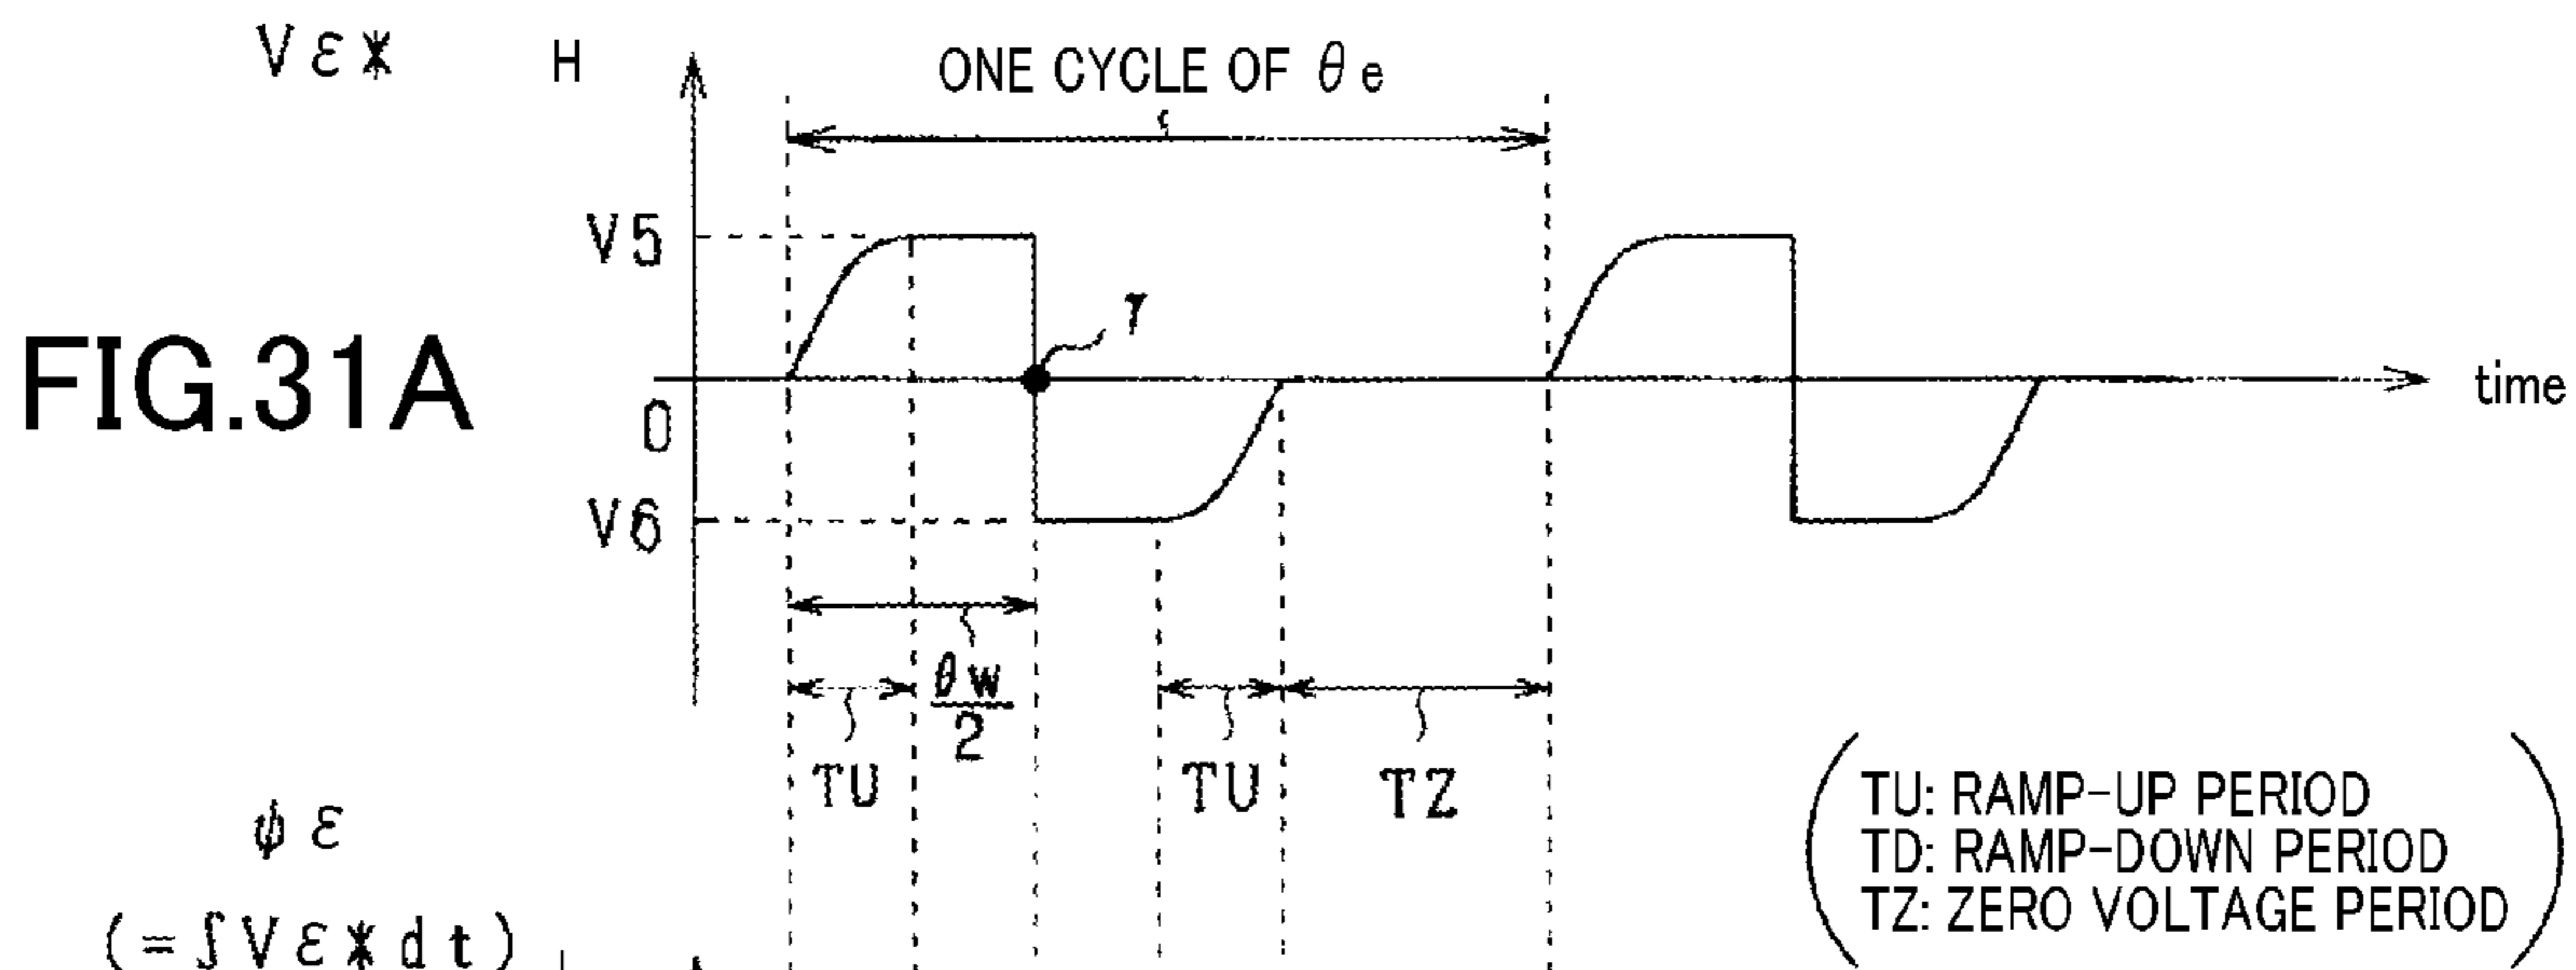 Vε* H
ONE CYCLE OF θe
V5
γ
FIG.31A
0
time
V6
θw/2
TU
TU
TZ
TU: RAMP-UP PERIOD
TD: RAMP-DOWN PERIOD
TZ: ZERO VOLTAGE PERIOD
φε
(=∫Vε*dt)